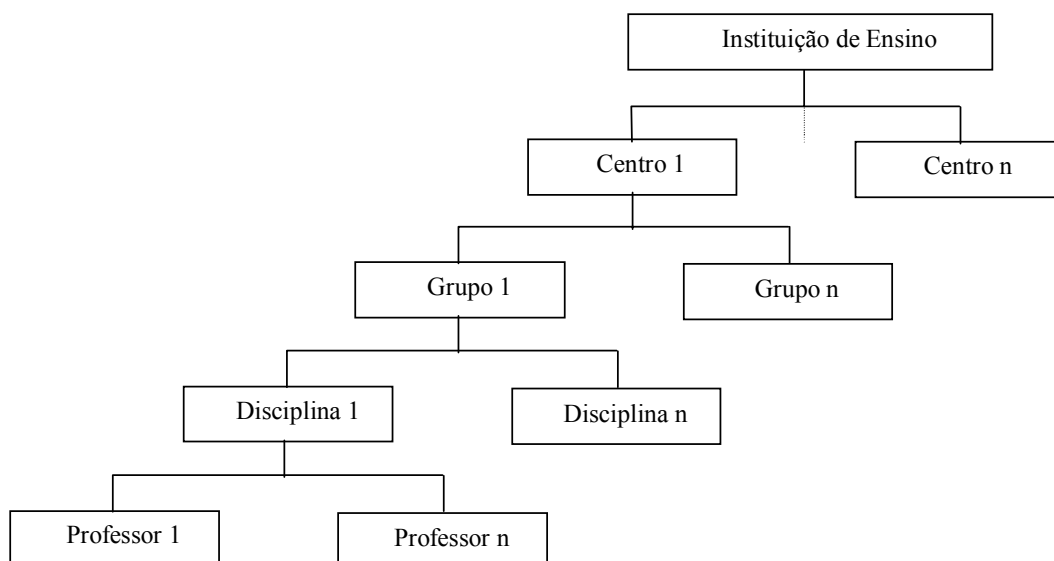 Instituição de Ensino
Centro 1
Centro n
Grupo 1
Grupo n
Disciplina 1
Disciplina n
Professor 1
Professor n